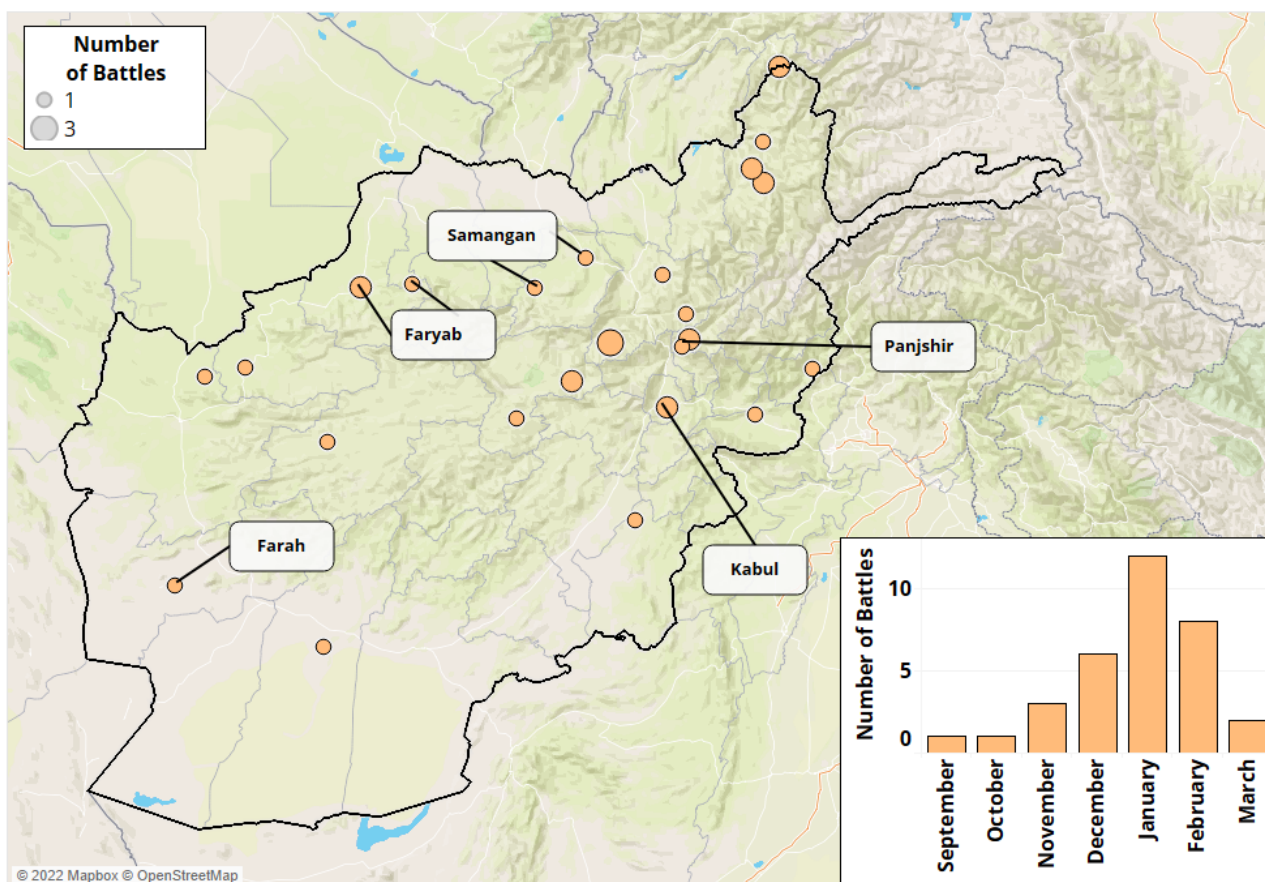 Number
of Battles
1
3
Samangan
Faryab
Panjshir
Farah
Kabul
Number of Battles
10
5
0
September
October
November
December
January
February
March
© 2022 Mapbox © OpenStreetMap